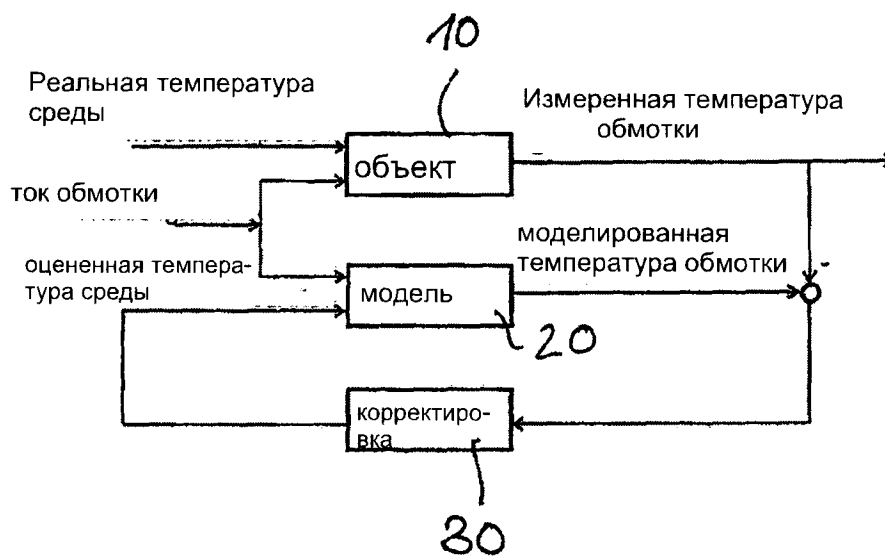 10
Реальная температура
среды
Измеренная температура
обмотки
объект
ток обмотки
моделированная
температура обмотки
оцененная темпера-
тура среды
-
модель
20
корректиро-
вка
30